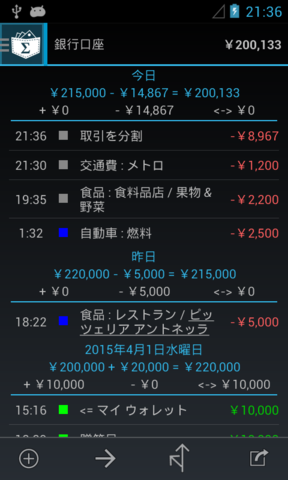 21:36
銀行口座 ￥200,133
今日
￥215,000 - ￥14,867 = ￥200,133
+ ￥0 - ￥14,867 <-> ￥0
21:36 取引を分割 -￥8,967
21:30 交通費 : メトロ -￥1,200
19:35 食品 : 食料品店 / 果物 &
野菜 -￥2,200
1:32 自動車 : 燃料 -￥2,500
昨日
￥220,000 - ￥5,000 = ￥215,000
+ ￥0 - ￥5,000 <-> ￥0
18:22 食品 : レストラン / ピッ
ツェリア アントネッラ -￥5,000
2015年4月1日水曜日
￥200,000 + ￥20,000 = ￥220,000
+ ￥10,000 - ￥0 <-> ￥10,000
15:16 <= マイ ウォレット ￥10,000